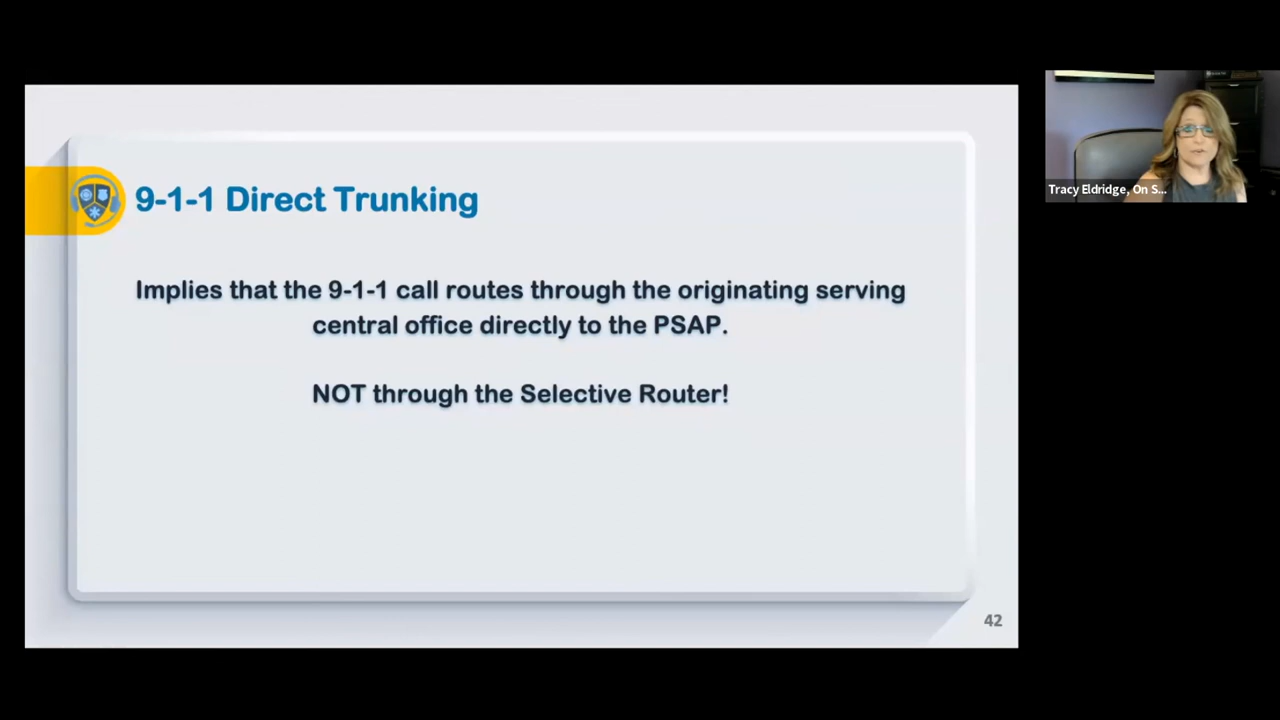 9-1-1 Direct Trunking
Implies that the 9-1-1 call routes through the originating serving
central office directly to the PSAP.
NOT through the Selective Router!
42
Tracy Eldridge, On S...